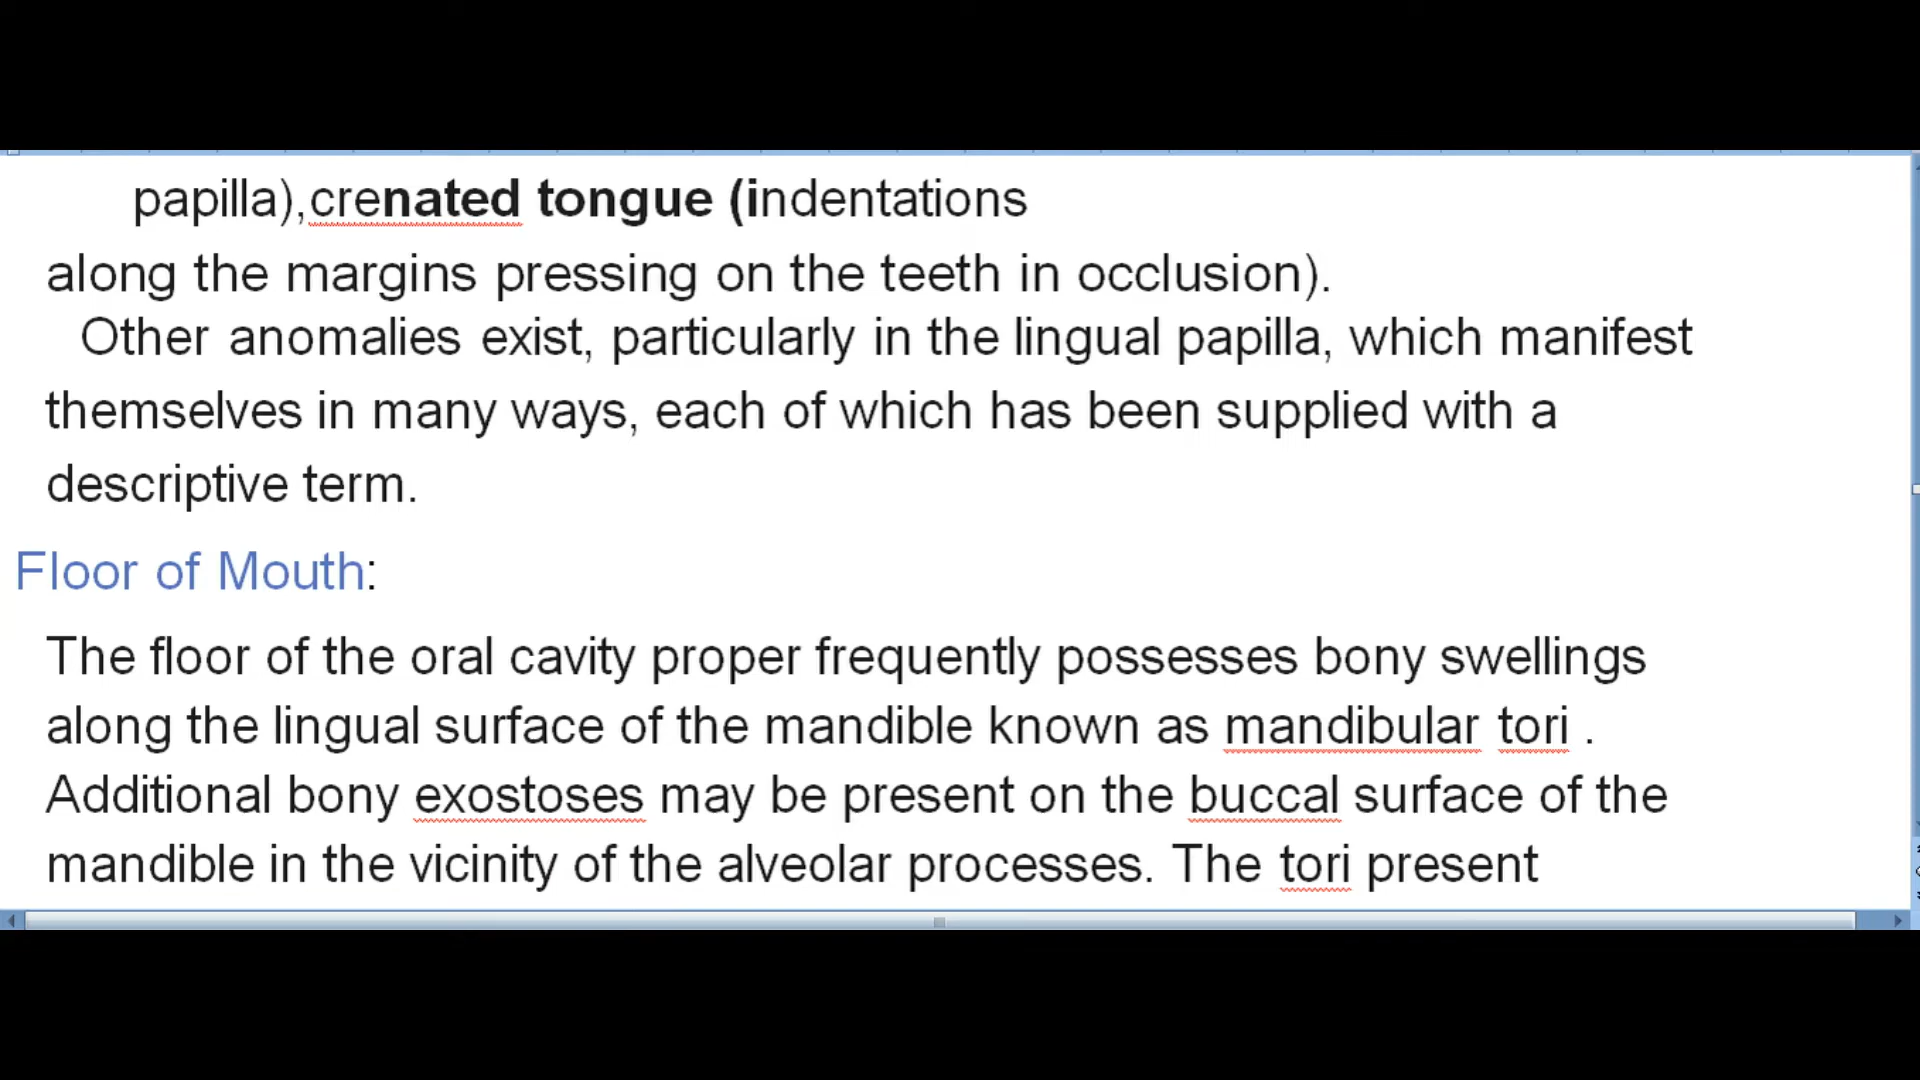 papilla),crenated tongue (indentations
along the margins pressing on the teeth in occlusion).
Other anomalies exist, particularly in the lingual papilla, which manifest
themselves in many ways, each of which has been supplied with a
descriptive term.
Floor of Mouth:
The floor of the oral cavity proper frequently possesses bony swellings
along the lingual surface of the mandible known as mandibular tori .
Additional bony exostoses may be present on the buccal surface of the
mandible in the vicinity of the alveolar processes. The tori present